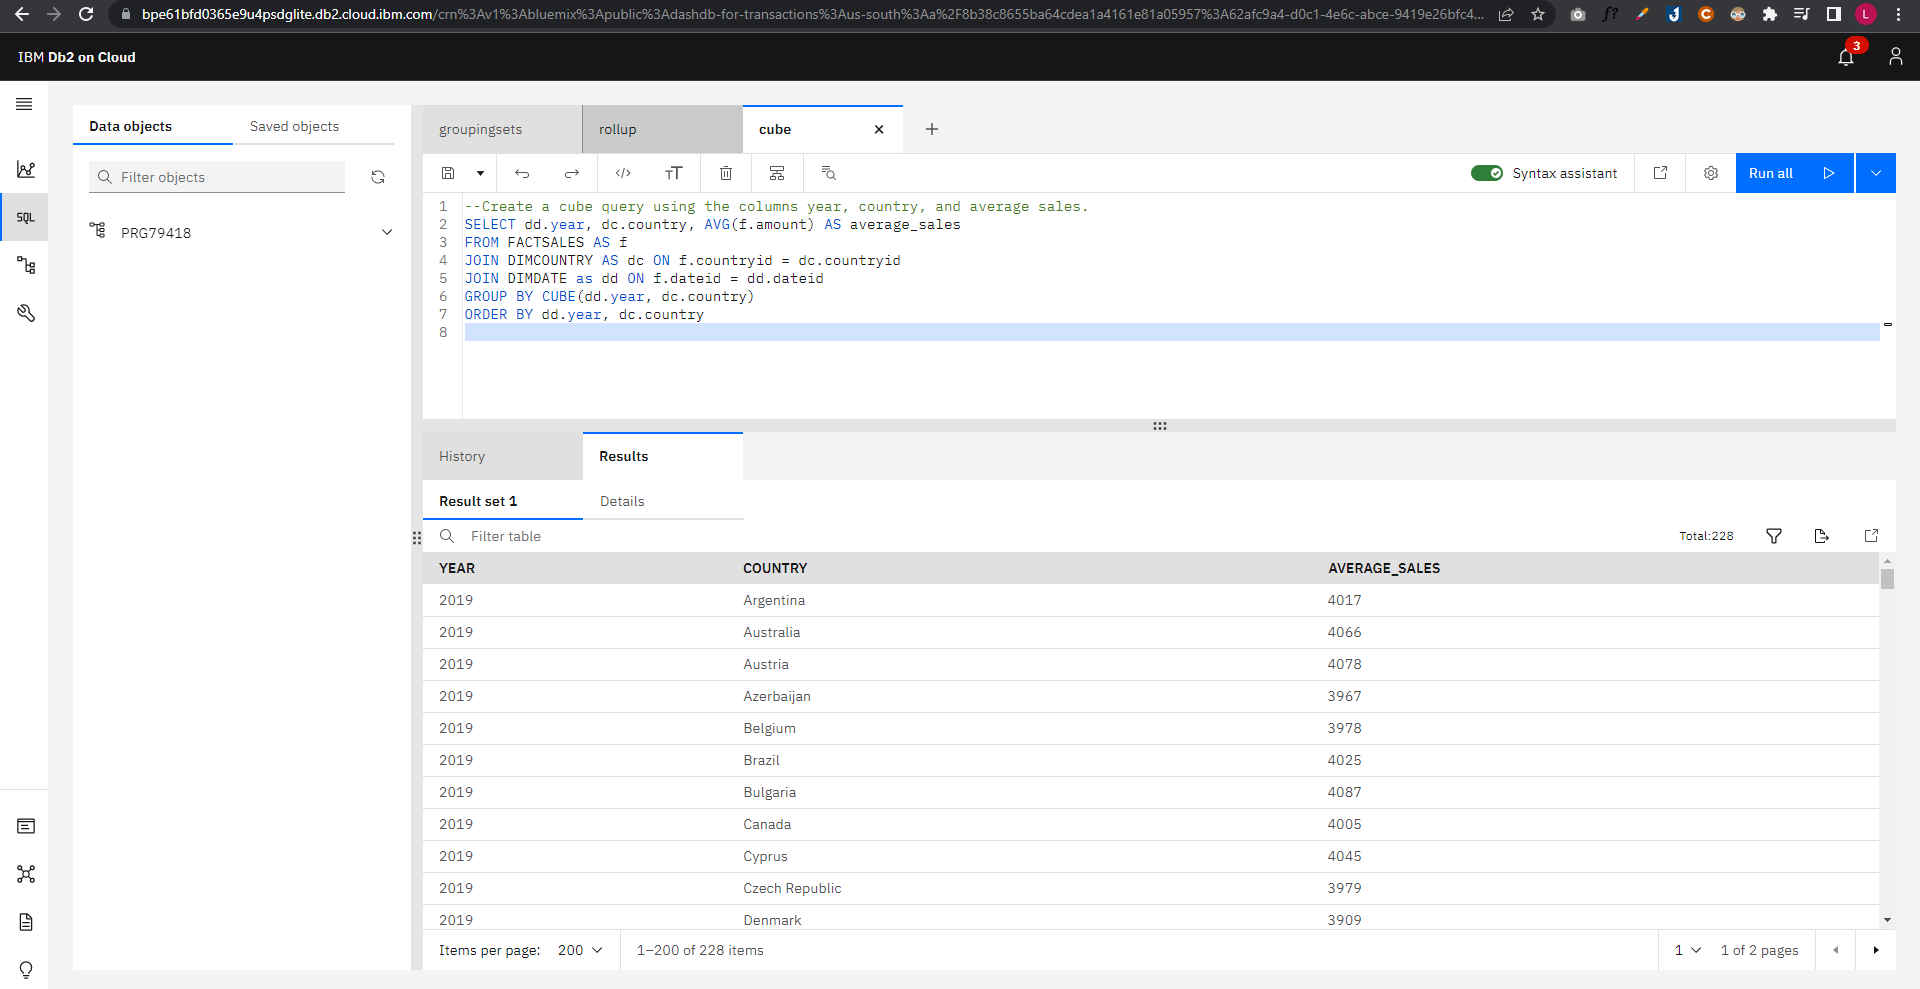 bpe61bfd0365e9u4psdglite.db2.cloud.ibm.com/crn%3Av1%3Abluemix%3Apublic%3Adashdb-for-transactions%3Aus-south%3Aa%2F8b38c8655ba64cdea1a4161e81a05957%3A62afc9a4-d0c1-4e6c-abce-9419e26bfc4...
f?
C
L
IBM Db2 on Cloud
3
Data objects
Saved objects
groupingsets
rollup
cube
Filter objects
Syntax assistant
Run all
SQL
PRG79418
1 --Create a cube query using the columns year, country, and average sales.
2 SELECT dd.year, dc.country, AVG(f.amount) AS average_sales
3 FROM FACTSALES AS f
4 JOIN DIMCOUNTRY AS dc ON f.countryid = dc.countryid
5 JOIN DIMDATE as dd ON f.dateid = dd.dateid
6 GROUP BY CUBE(dd.year, dc.country)
7 ORDER BY dd.year, dc.country
8
History
Results
Result set 1
Details
Filter table
Total:228
YEAR COUNTRY AVERAGE_SALES
2019 Argentina 4017
2019 Australia 4066
2019 Austria 4078
2019 Azerbaijan 3967
2019 Belgium 3978
2019 Brazil 4025
2019 Bulgaria 4087
2019 Canada 4005
2019 Cyprus 4045
2019 Czech Republic 3979
2019 Denmark 3909
Items per page: 200
1–200 of 228 items
1
1 of 2 pages